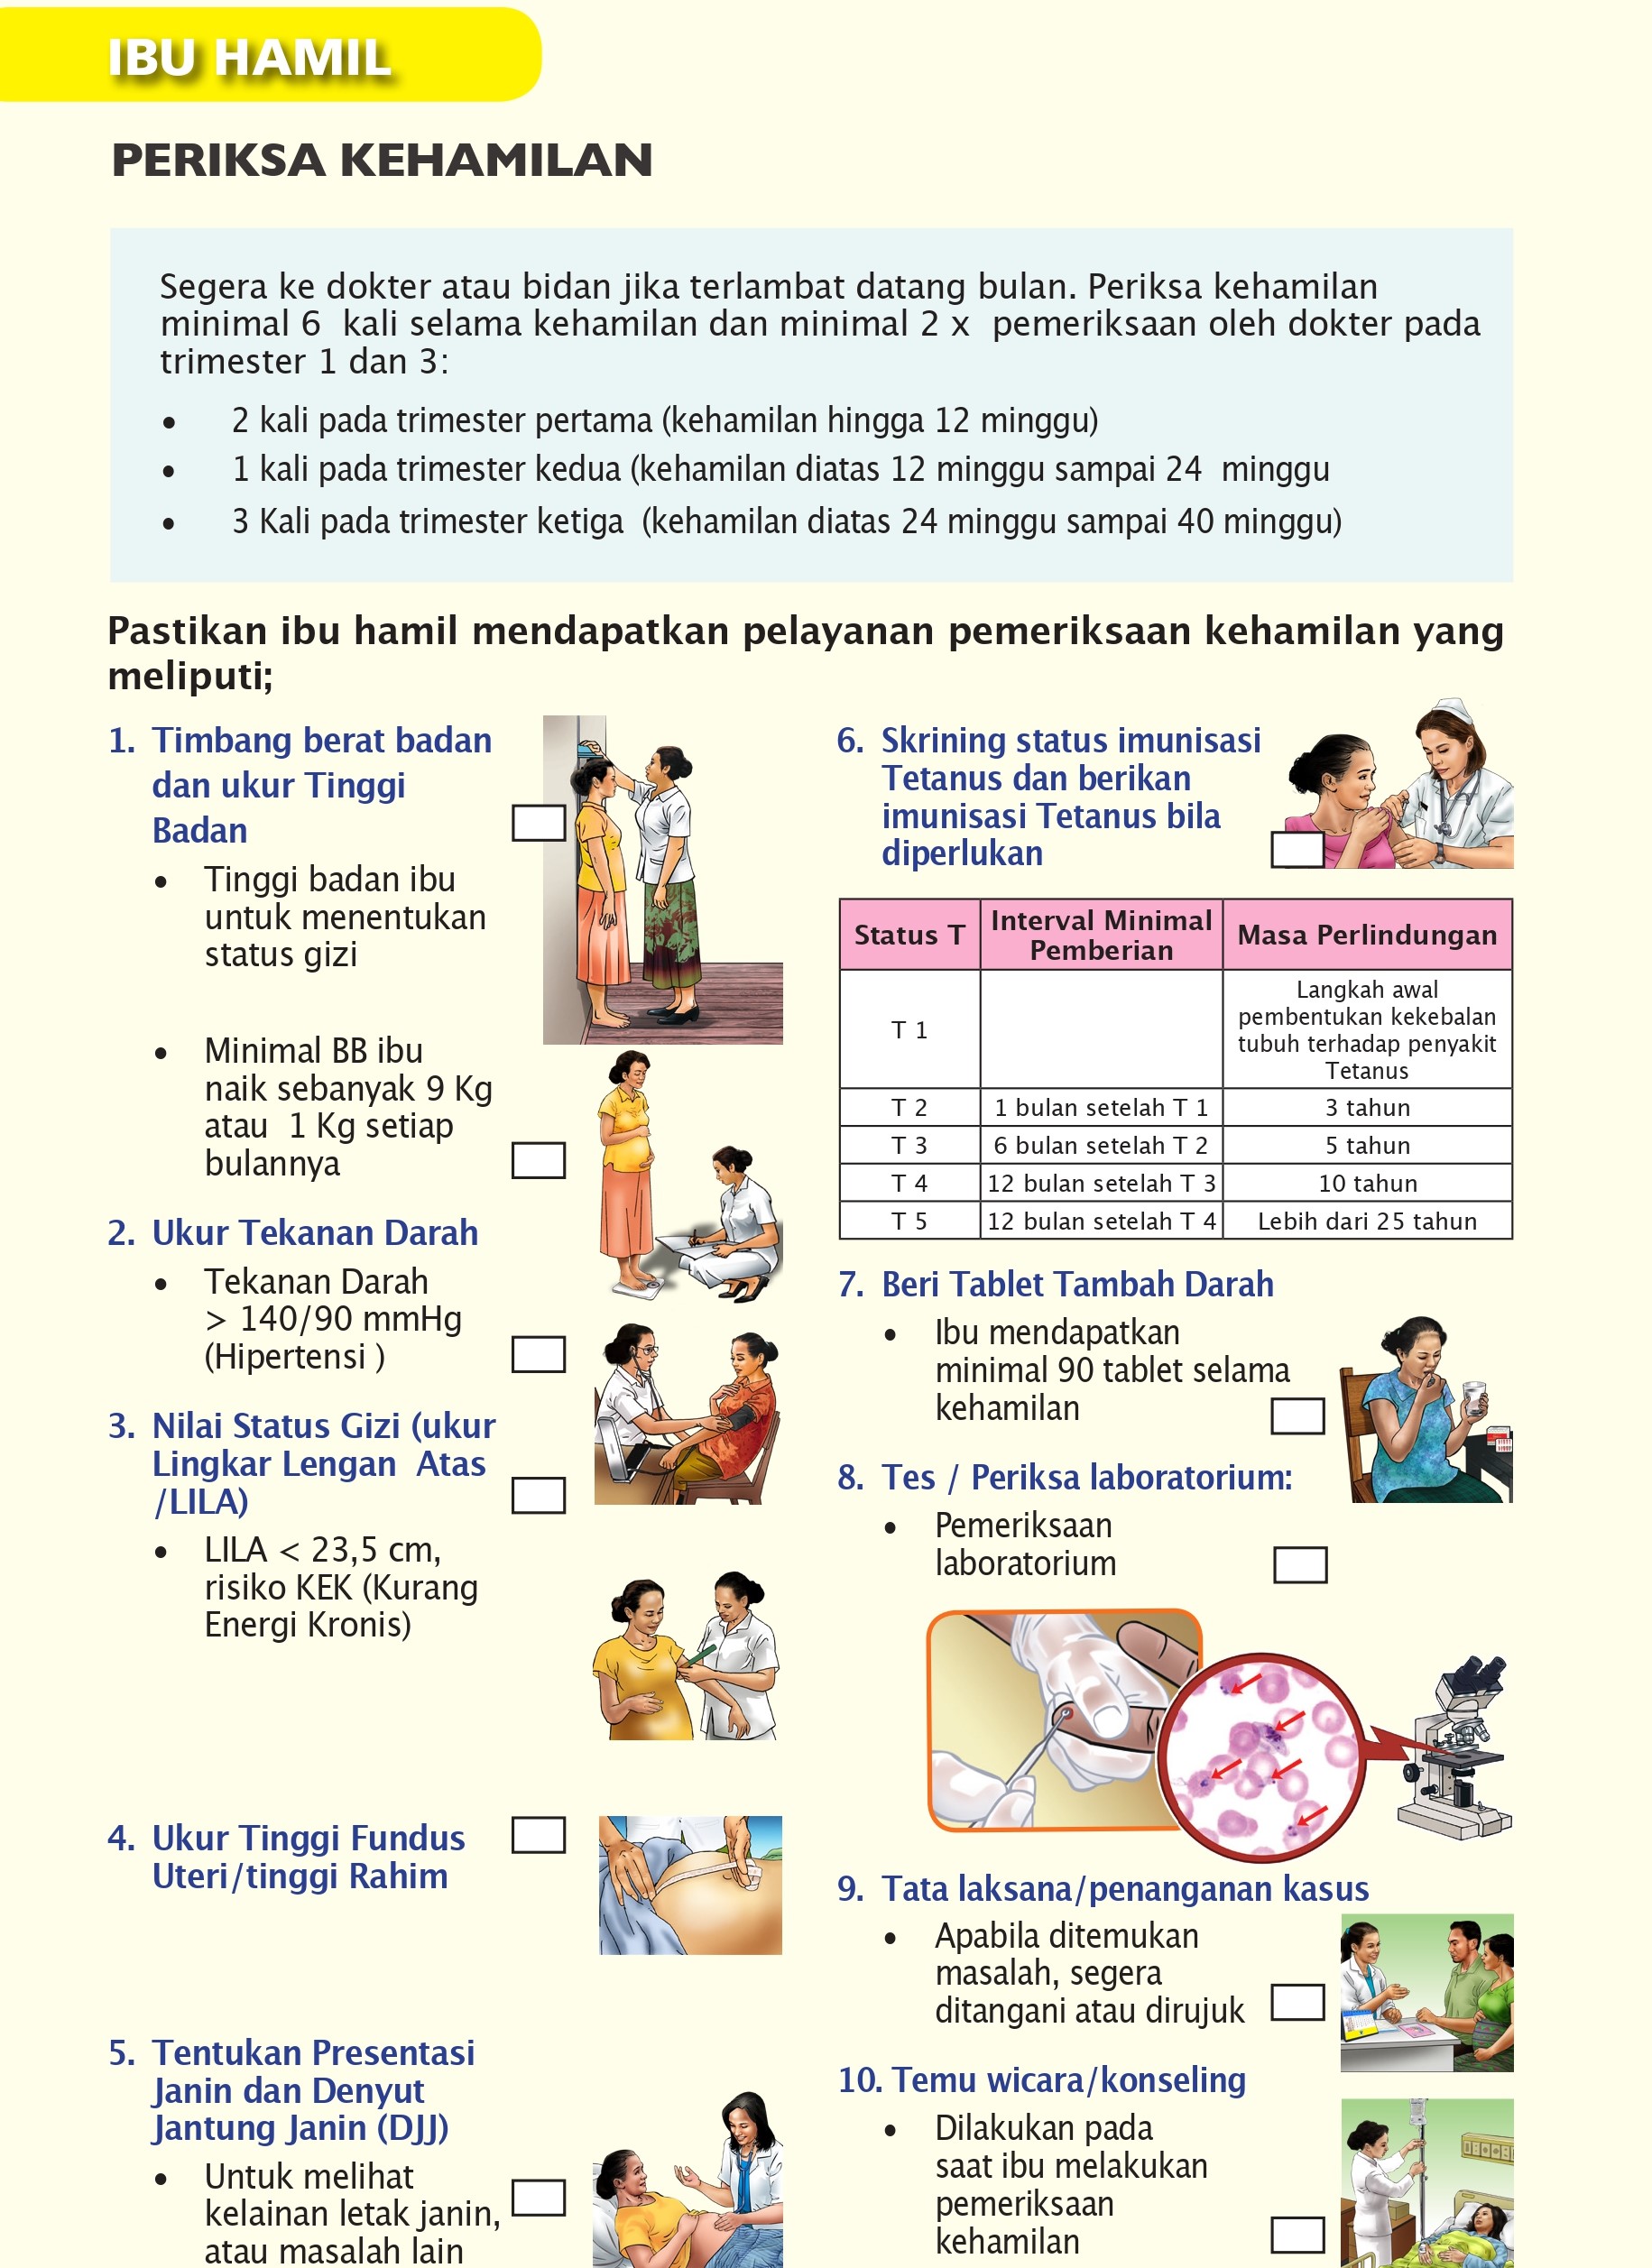 IBU HAMIL
PERIKSA KEHAMILAN
Segera ke dokter atau bidan jika terlambat datang bulan. Periksa kehamilan
minimal 6  kali selama kehamilan dan minimal 2 x  pemeriksaan oleh dokter pada
trimester 1 dan 3:
• 2 kali pada trimester pertama (kehamilan hingga 12 minggu)
• 1 kali pada trimester kedua (kehamilan diatas 12 minggu sampai 24  minggu
• 3 Kali pada trimester ketiga  (kehamilan diatas 24 minggu sampai 40 minggu)
Pastikan ibu hamil mendapatkan pelayanan pemeriksaan kehamilan yang
meliputi;
1. Timbang berat badan
dan ukur Tinggi
Badan
• Tinggi badan ibu
untuk menentukan
status gizi
• Minimal BB ibu
naik sebanyak 9 Kg
atau  1 Kg setiap
bulannya
2. Ukur Tekanan Darah
• Tekanan Darah
> 140/90 mmHg
(Hipertensi )
3. Nilai Status Gizi (ukur
Lingkar Lengan  Atas
/LILA)
• LILA < 23,5 cm,
risiko KEK (Kurang
Energi Kronis)
4. Ukur Tinggi Fundus
Uteri/tinggi Rahim
5. Tentukan Presentasi
Janin dan Denyut
Jantung Janin (DJJ)
• Untuk melihat
kelainan letak janin,
atau masalah lain
6. Skrining status imunisasi
Tetanus dan berikan
imunisasi Tetanus bila
diperlukan
Status T
Interval Minimal
Pemberian
Masa Perlindungan
T 1
Langkah awal
pembentukan kekebalan
tubuh terhadap penyakit
Tetanus
T 2 1 bulan setelah T 1 3 tahun
T 3 6 bulan setelah T 2 5 tahun
T 4 12 bulan setelah T 3 10 tahun
T 5 12 bulan setelah T 4 Lebih dari 25 tahun
7. Beri Tablet Tambah Darah
• Ibu mendapatkan
minimal 90 tablet selama
kehamilan
8. Tes / Periksa laboratorium:
• Pemeriksaan
laboratorium
9. Tata laksana/penanganan kasus
• Apabila ditemukan
masalah, segera
ditangani atau dirujuk
10. Temu wicara/konseling
• Dilakukan pada
saat ibu melakukan
pemeriksaan
kehamilan